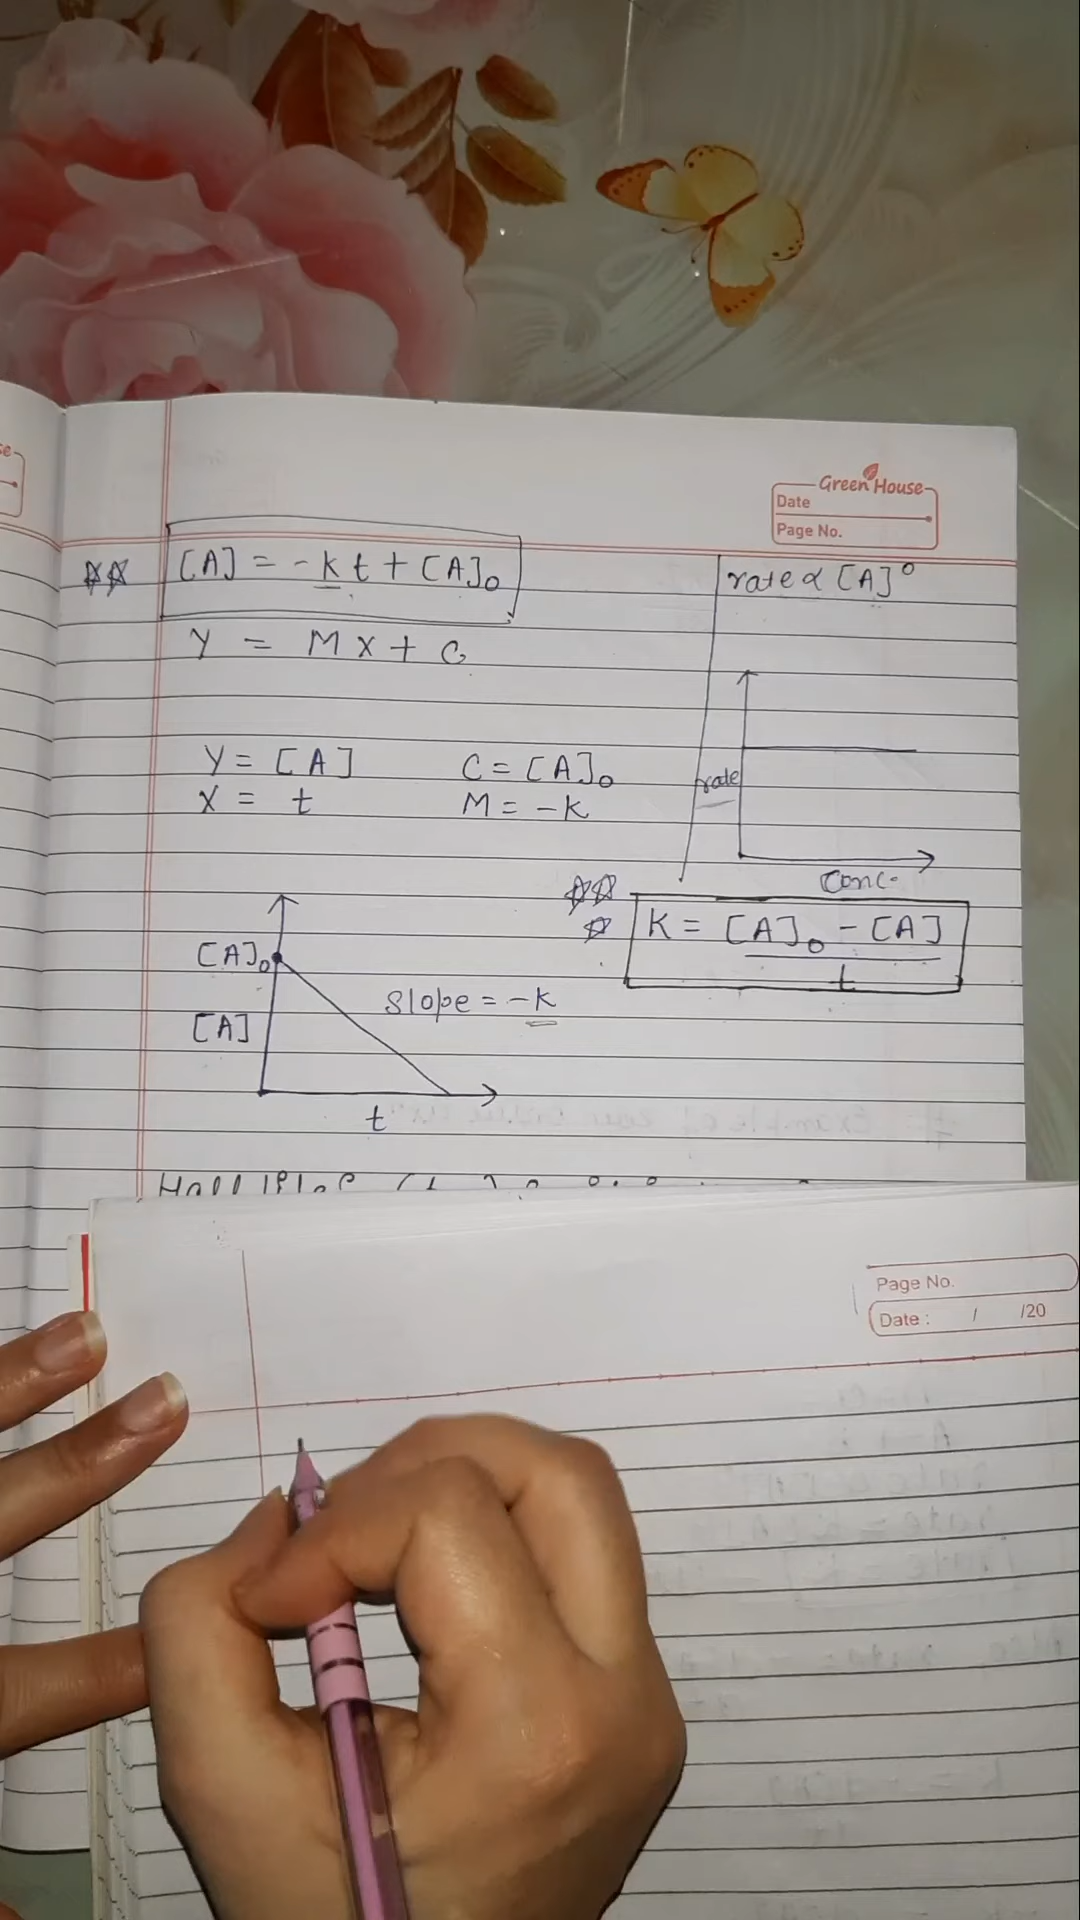 Green House
Date
Page No.
[A] = -kt + [A]₀
Y = Mx + C
Y = [A] C = [A]₀
X = t M = -k
rate ∝ [A]⁰
rate
Conc.
K = [A]₀ - [A]
t
[A]₀
[A]
slope = -k
t
Page No.
Date : / /20